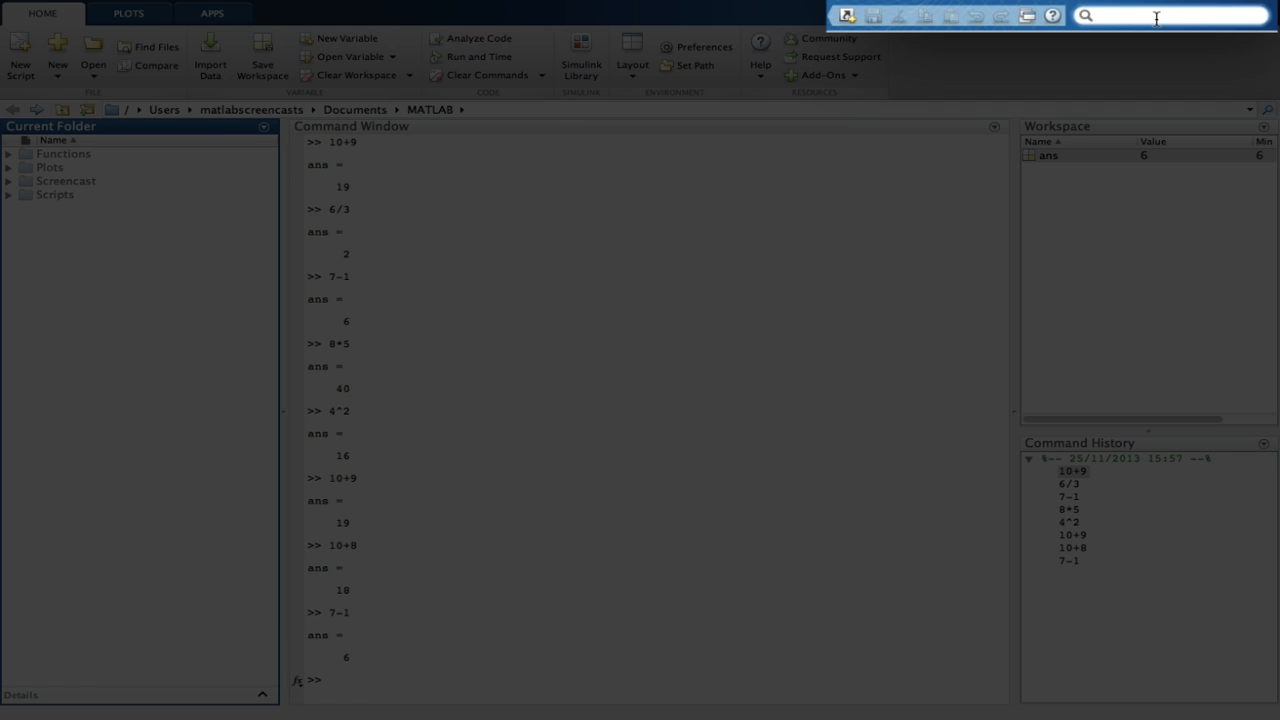 HOME PLOTS APPS
New Script
New
Open
Find Files
Compare
FILE
Import Data
Save Workspace
New Variable
Open Variable
Clear Workspace
VARIABLE
Analyze Code
Run and Time
Clear Commands
CODE
Simulink Library
SIMULINK
Layout
Preferences
Set Path
ENVIRONMENT
Help
Community
Request Support
Add-Ons
RESOURCES
/ Users matlabscreencasts Documents MATLAB
Current Folder
Name
Functions
Plots
Screencast
Scripts
Details
Command Window
>> 10+9
ans =
19
>> 6/3
ans =
2
>> 7-1
ans =
6
>> 8*5
ans =
40
>> 4^2
ans =
16
>> 10+9
ans =
19
>> 10+8
ans =
18
>> 7-1
ans =
6
fx >>
Workspace
Name Value Min
ans 6 6
Command History
%-- 25/11/2013 15:57 --%
10+9
6/3
7-1
8*5
4^2
10+9
10+8
7-1